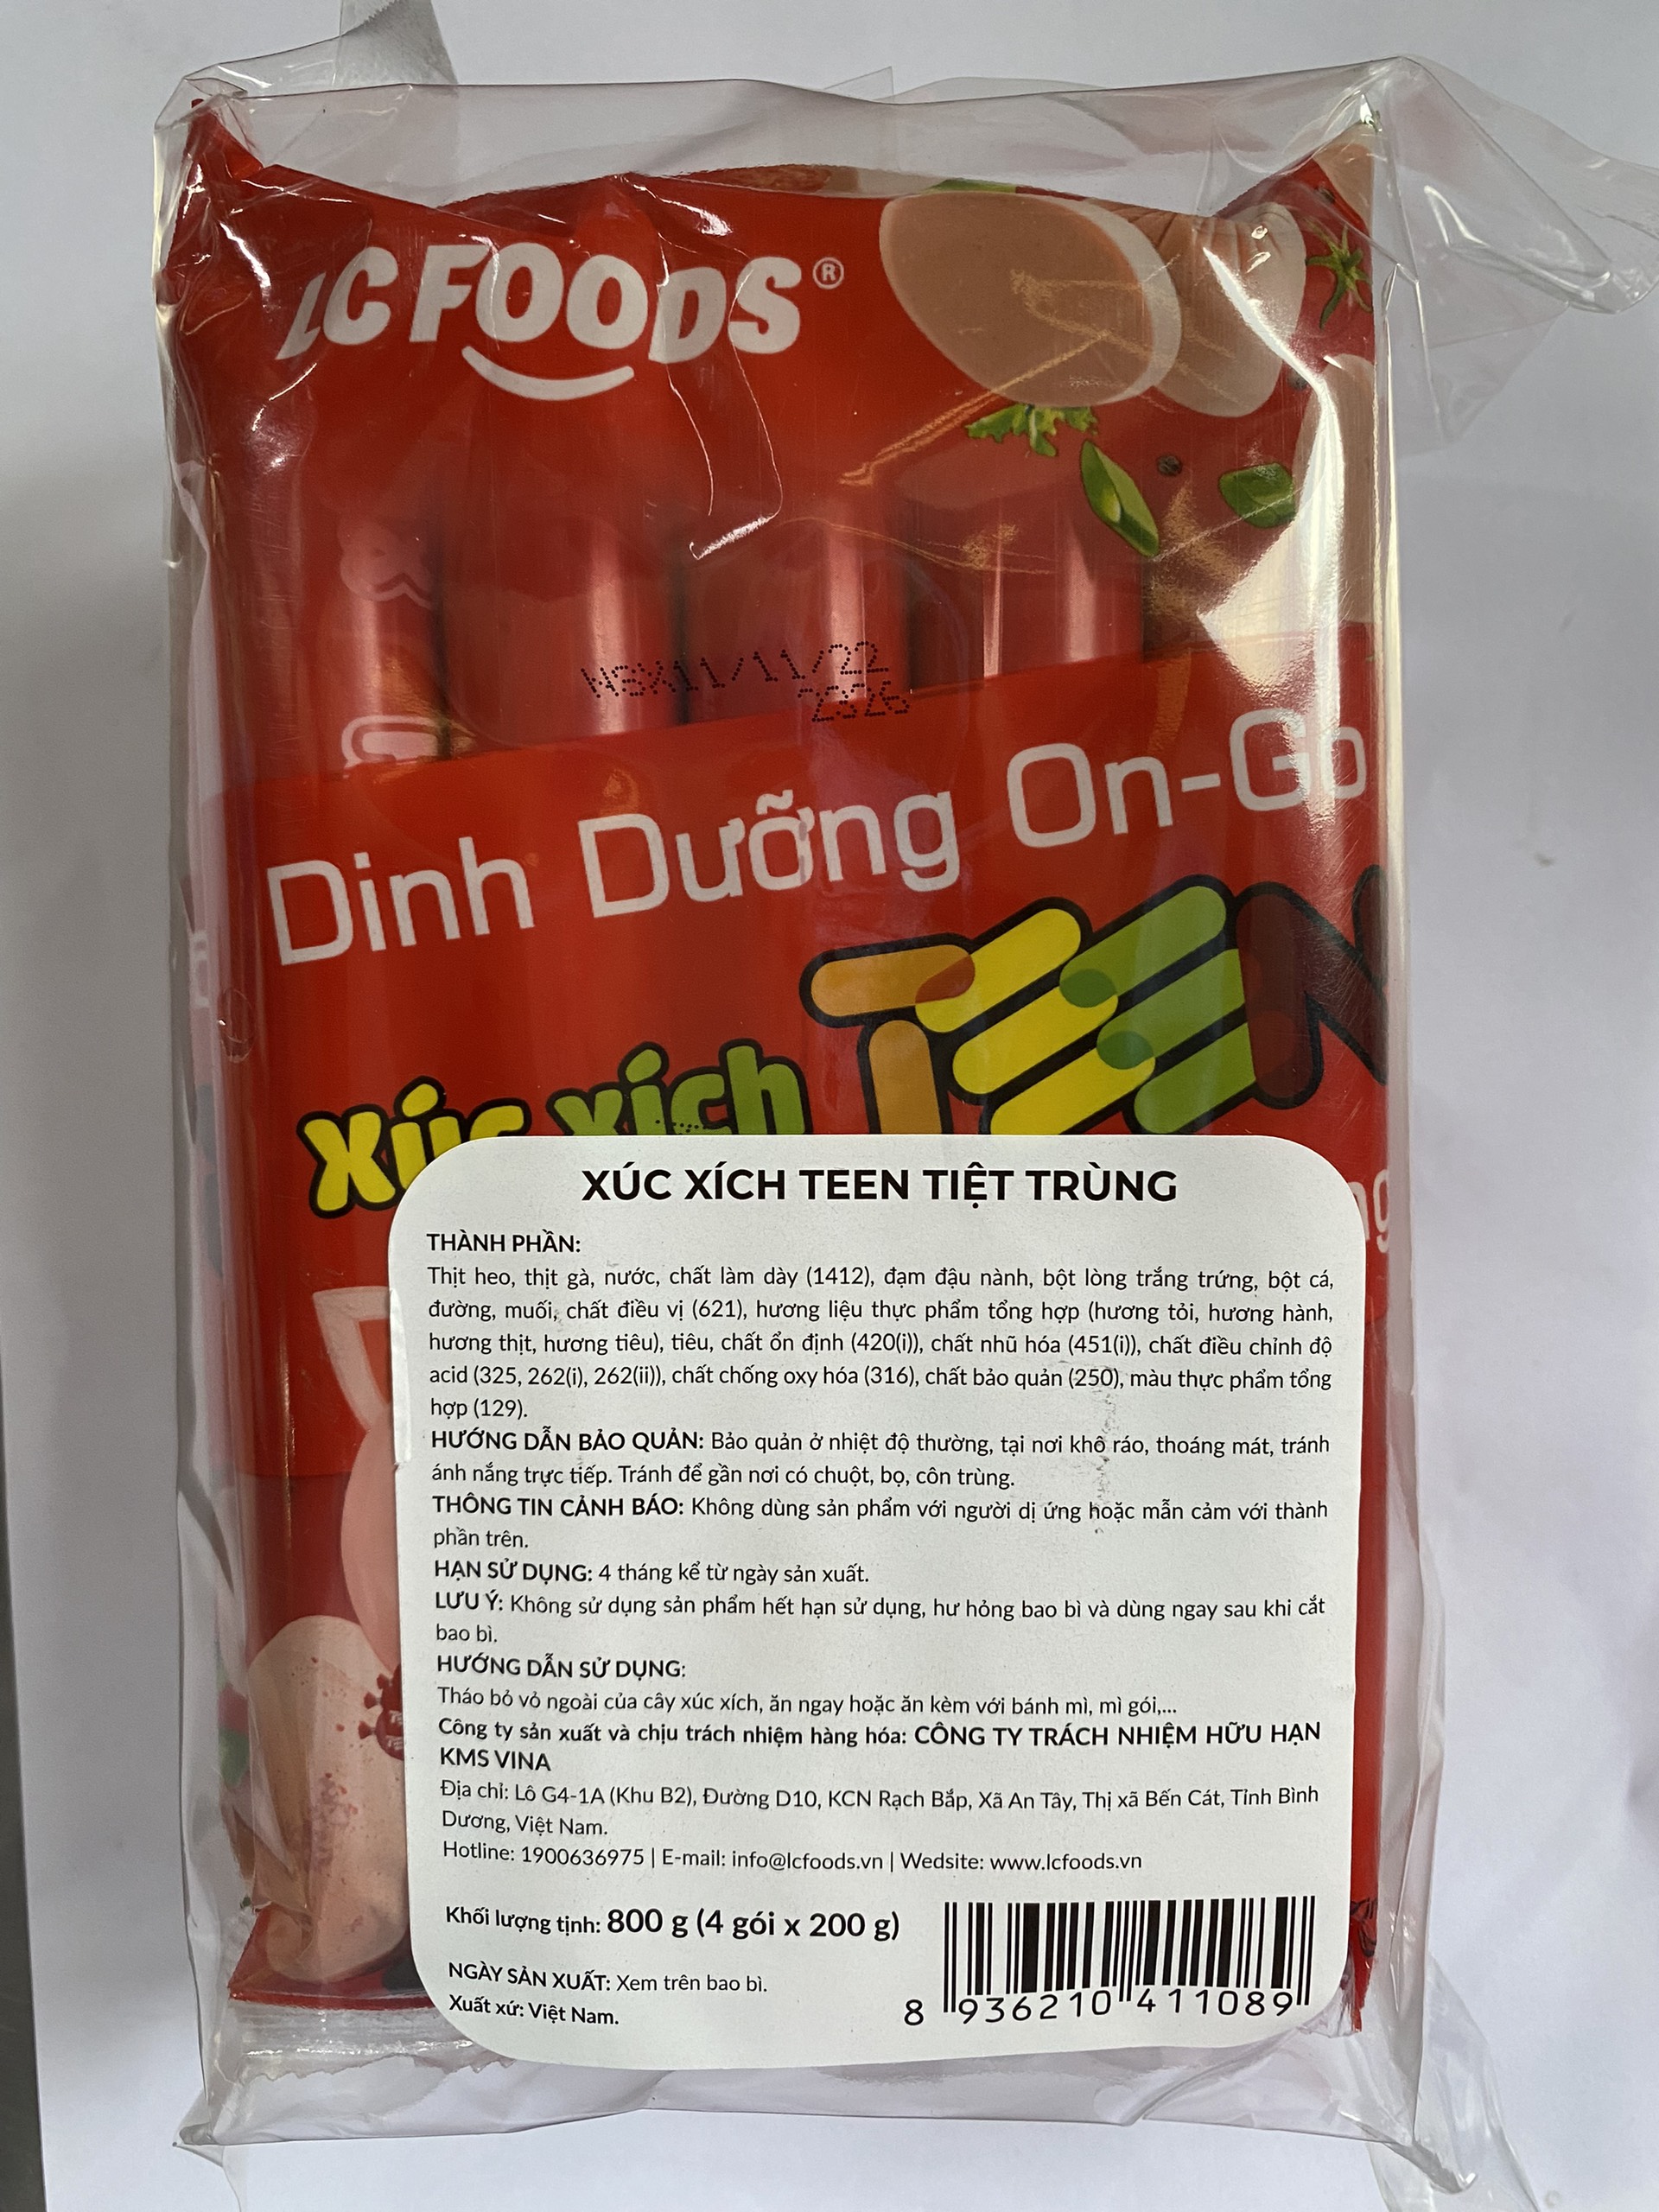 LC FOODS®
NSX11/11/22
Dinh Dưỡng On-Go
Xúc xích TEEN
XÚC XÍCH TEEN TIỆT TRÙNG
THÀNH PHẦN:
Thịt heo, thịt gà, nước, chất làm dày (1412), đạm đậu nành, bột lòng trắng trứng, bột cá,
đường, muối, chất điều vị (621), hương liệu thực phẩm tổng hợp (hương tỏi, hương hành,
hương thịt, hương tiêu), tiêu, chất ổn định (420(i)), chất nhũ hóa (451(i)), chất điều chỉnh độ
acid (325, 262(i), 262(ii)), chất chống oxy hóa (316), chất bảo quản (250), màu thực phẩm tổng
hợp (129).
HƯỚNG DẪN BẢO QUẢN: Bảo quản ở nhiệt độ thường, tại nơi khô ráo, thoáng mát, tránh
ánh nắng trực tiếp. Tránh để gần nơi có chuột, bọ, côn trùng.
THÔNG TIN CẢNH BÁO: Không dùng sản phẩm với người dị ứng hoặc mẫn cảm với thành
phần trên.
HẠN SỬ DỤNG: 4 tháng kể từ ngày sản xuất.
LƯU Ý: Không sử dụng sản phẩm hết hạn sử dụng, hư hỏng bao bì và dùng ngay sau khi cắt
bao bì.
HƯỚNG DẪN SỬ DỤNG:
Tháo bỏ vỏ ngoài của cây xúc xích, ăn ngay hoặc ăn kèm với bánh mì, mì gói,...
Công ty sản xuất và chịu trách nhiệm hàng hóa: CÔNG TY TRÁCH NHIỆM HỮU HẠN
KMS VINA
Địa chỉ: Lô G4-1A (Khu B2), Đường D10, KCN Rạch Bắp, Xã An Tây, Thị xã Bến Cát, Tỉnh Bình
Dương, Việt Nam.
Hotline: 1900636975 | E-mail: info@lcfoods.vn | Wedsite: www.lcfoods.vn
Khối lượng tịnh: 800 g (4 gói x 200 g)
NGÀY SẢN XUẤT: Xem trên bao bì.
Xuất xứ: Việt Nam.
8 936210 411089